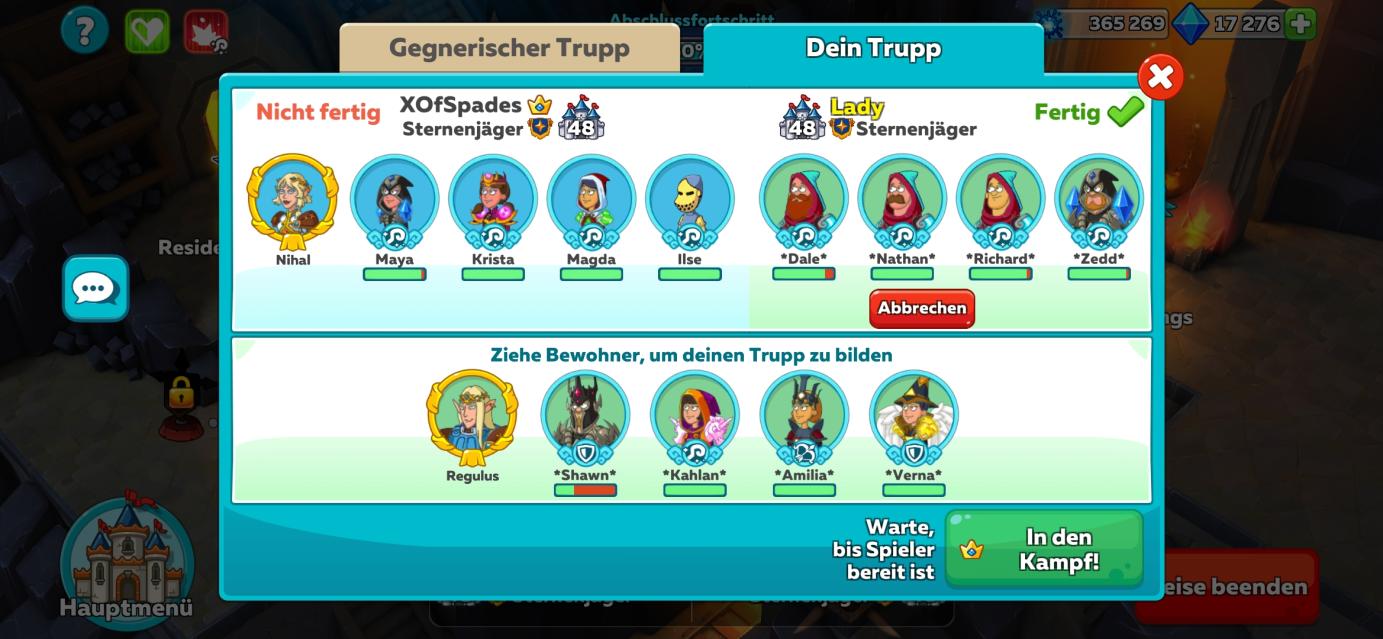 Abschlussfortschritt
?
365 269
17 276
Gegnerischer Trupp
Dein Trupp
Nicht fertig
XOfSpades
48
Sternenjäger
48
Lady
Sternenjäger
Fertig
Nihal
Maya
Krista
Magda
Ilse
*Dale*
*Nathan*
*Richard*
*Zedd*
Abbrechen
Ziehe Bewohner, um deinen Trupp zu bilden
Regulus
*Shawn*
*Kahlan*
*Amilia*
*Verna*
Warte,
bis Spieler
bereit ist
In den
Kampf!
Hauptmenü
eise beenden